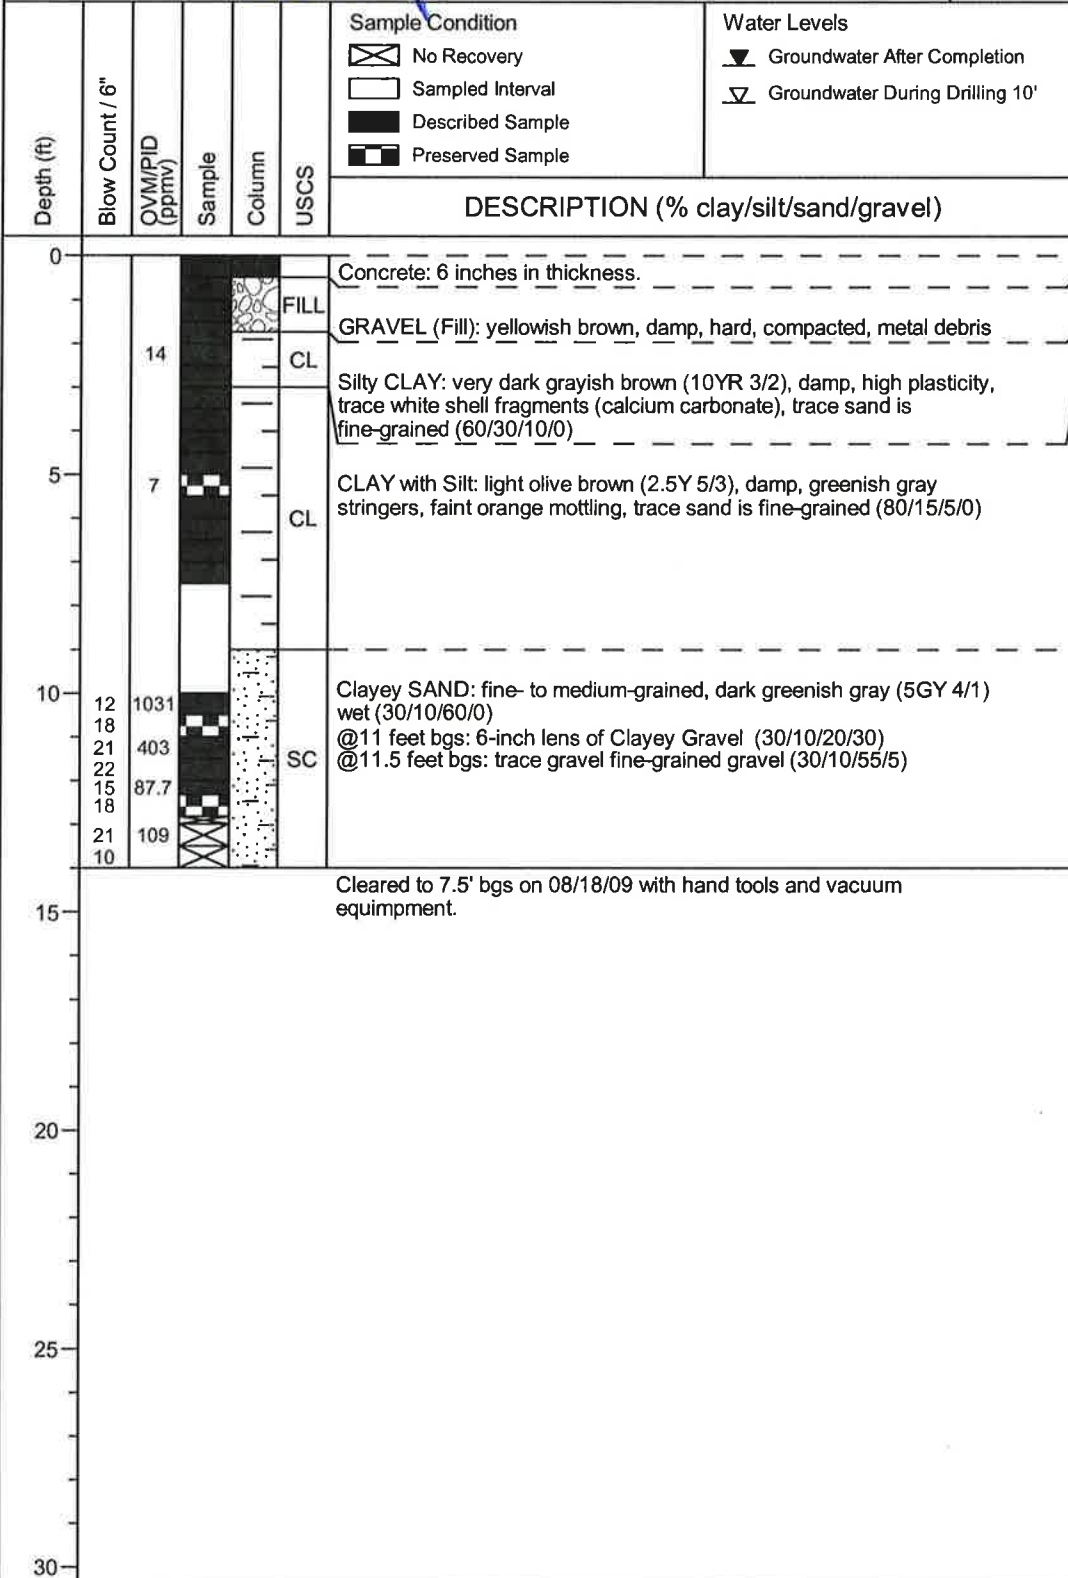 Sample Condition
No Recovery
Sampled Interval
Described Sample
Preserved Sample
Water Levels
Groundwater After Completion
Groundwater During Drilling 10'
Depth (ft)
Blow Count / 6"
OVM/PID
(ppmv)
Sample
Column
USCS
DESCRIPTION (% clay/silt/sand/gravel)
0
Concrete: 6 inches in thickness.
FILL
GRAVEL (Fill): yellowish brown, damp, hard, compacted, metal debris
14
CL
Silty CLAY: very dark grayish brown (10YR 3/2), damp, high plasticity,
trace white shell fragments (calcium carbonate), trace sand is
fine-grained (60/30/10/0)
5
7
CL
CLAY with Silt: light olive brown (2.5Y 5/3), damp, greenish gray
stringers, faint orange mottling, trace sand is fine-grained (80/15/5/0)
10
12 1031
18
21 403
22
15 87.7
18
21 109
10
SC
Clayey SAND: fine- to medium-grained, dark greenish gray (5GY 4/1)
wet (30/10/60/0)
@11 feet bgs: 6-inch lens of Clayey Gravel (30/10/20/30)
@11.5 feet bgs: trace gravel fine-grained gravel (30/10/55/5)
Cleared to 7.5' bgs on 08/18/09 with hand tools and vacuum
equimpment.
15
20
25
30